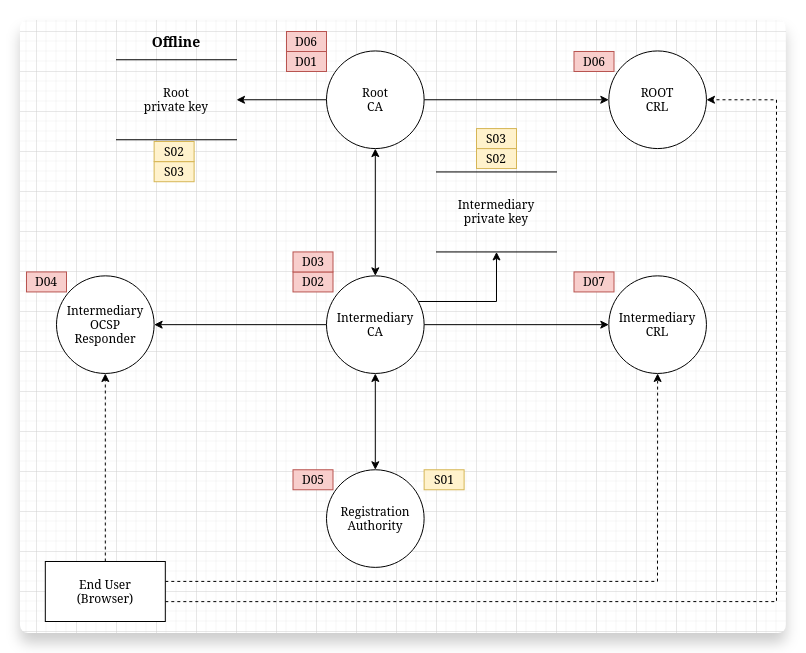 Offline
D06
D01
Root
private key
Root
CA
D06
ROOT
CRL
S02
S03
S03
S02
Intermediary
private key
D03
D02
D04
Intermediary
OCSP
Responder
Intermediary
CA
D07
Intermediary
CRL
D05
S01
Registration
Authority
End User
(Browser)